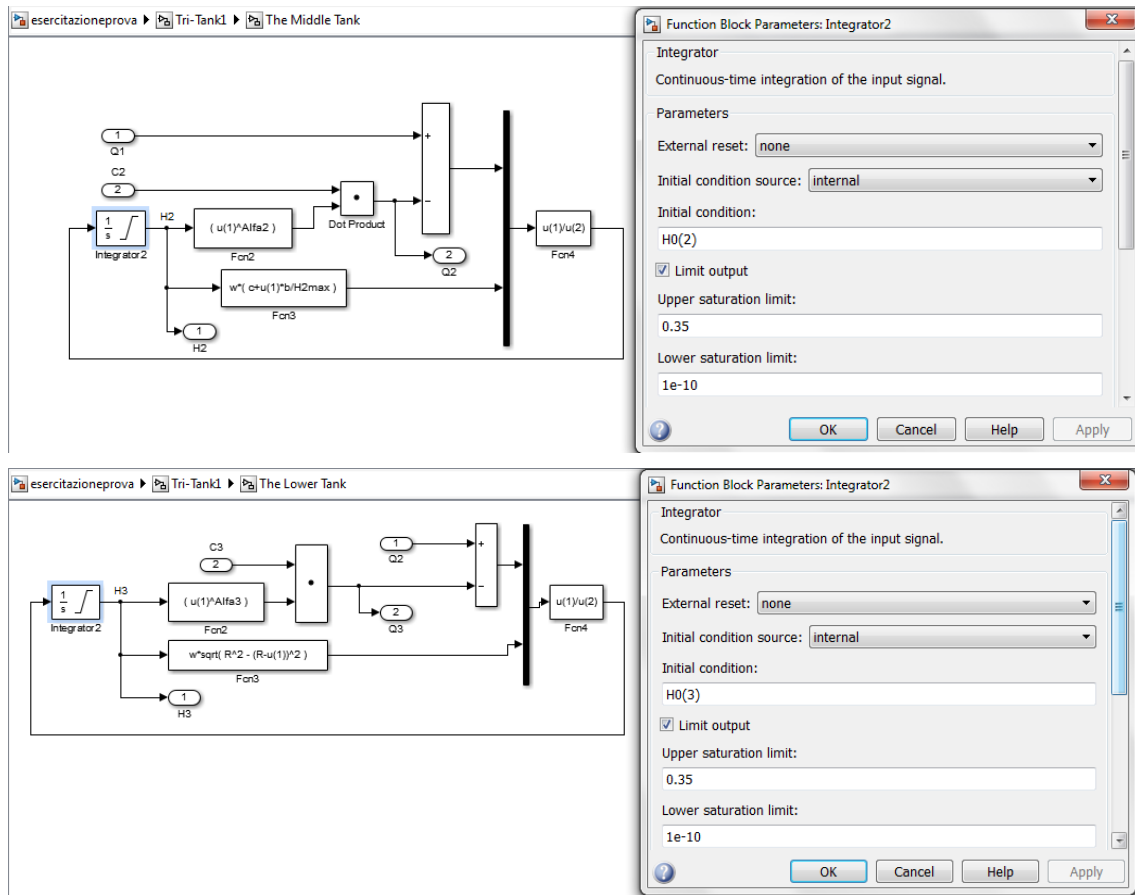 esercitazioneprova Tri-Tank1 The Middle Tank
1
Q1
C2
2
1
s
Integrator2
H2
( u(1)^Alfa2 )
Fcn2
Dot Product
+
−
2
Q2
w*( c+u(1)*b/H2max )
Fcn3
1
H2
u(1)/u(2)
Fcn4
Function Block Parameters: Integrator2
Integrator
Continuous-time integration of the input signal.
Parameters
External reset: none
Initial condition source: internal
Initial condition:
H0(2)
Limit output
Upper saturation limit:
0.35
Lower saturation limit:
1e-10
OK Cancel Help Apply
esercitazioneprova Tri-Tank1 The Lower Tank
C3
2
1
Q2
+
−
1
s
Integrator2
H3
( u(1)^Alfa3 )
Fcn2
2
Q3
w*sqrt( R^2 - (R-u(1))^2 )
Fcn3
1
H3
u(1)/u(2)
Fcn4
Function Block Parameters: Integrator2
Integrator
Continuous-time integration of the input signal.
Parameters
External reset: none
Initial condition source: internal
Initial condition:
H0(3)
Limit output
Upper saturation limit:
0.35
Lower saturation limit:
1e-10
OK Cancel Help Apply